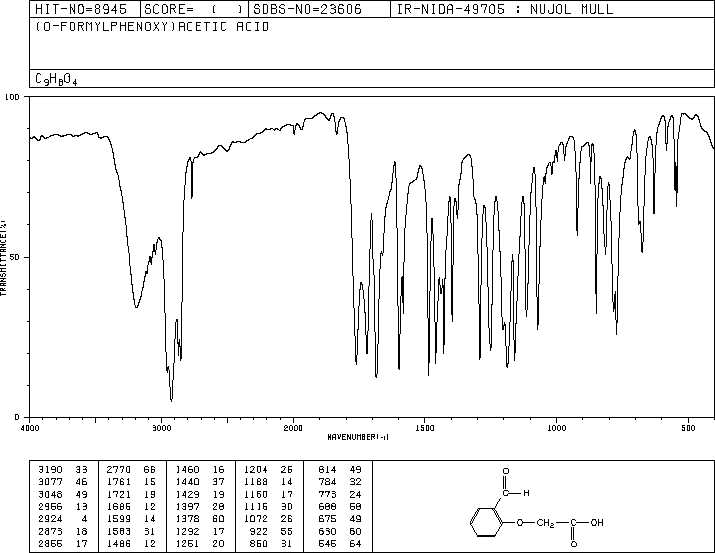 HIT-NO=8945 SCORE= ( ) SDBS-NO=23606 IR-NIDA-49705 : NUJOL MULL
(O-FORMYLPHENOXY)ACETIC ACID
C9H8O4
100
50
0
TRANSMITTANCE(%)
4000 3000 2000 1500 1000 500
WAVENUMBER(-1)
3190 33 2770 66 1460 16 1204 26 814 49
3077 46 1761 15 1440 37 1188 14 784 32
3048 49 1721 19 1429 19 1160 17 773 24
2956 13 1686 12 1397 28 1116 30 688 58
2924 4 1599 14 1378 60 1072 26 675 49
2873 18 1583 31 1292 17 922 55 630 60
2855 17 1486 12 1251 20 850 31 545 64
O
C—H
O—CH2—C—OH
O